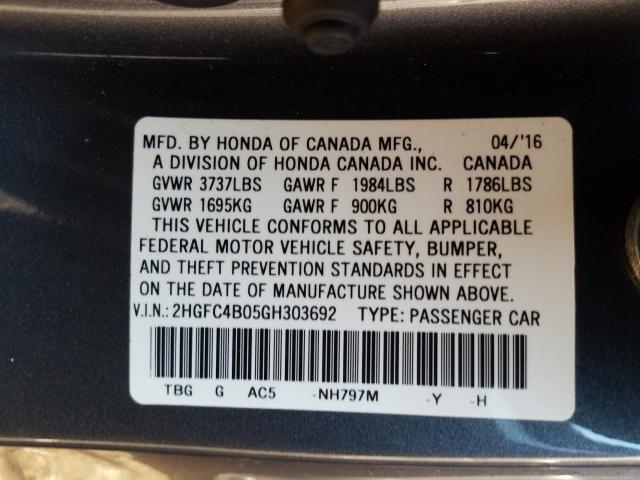 MFD. BY HONDA OF CANADA MFG., 04/'16
A DIVISION OF HONDA CANADA INC. CANADA
GVWR 3737LBS GAWR F 1984LBS R 1786LBS
GVWR 1695KG GAWR F 900KG R 810KG
THIS VEHICLE CONFORMS TO ALL APPLICABLE
FEDERAL MOTOR VEHICLE SAFETY, BUMPER,
AND THEFT PREVENTION STANDARDS IN EFFECT
ON THE DATE OF MANUFACTURE SHOWN ABOVE.
V.I.N.: 2HGFC4B05GH303692 TYPE: PASSENGER CAR
TBG G AC5 -NH797M -Y -H